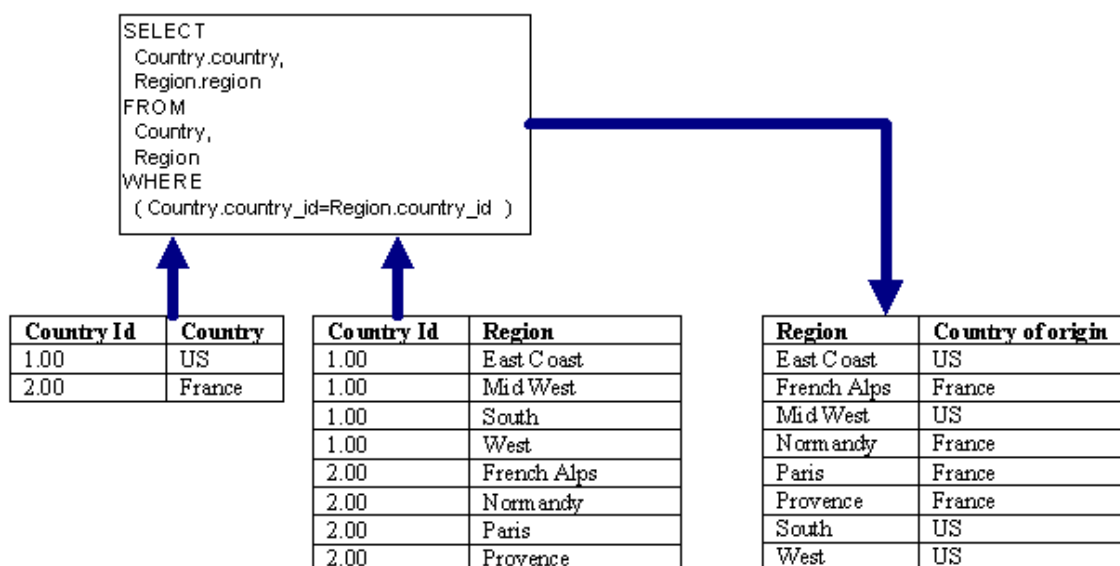 SELECT
Country.country,
Region.region
FROM
Country,
Region
WHERE
( Country.country_id=Region.country_id )
Country Id Country
1.00 US
2.00 France
Country Id Region
1.00 East Coast
1.00 Mid West
1.00 South
1.00 West
2.00 French Alps
2.00 Normandy
2.00 Paris
2.00 Provence
Region Country of origin
East Coast US
French Alps France
Mid West US
Normandy France
Paris France
Provence France
South US
West US